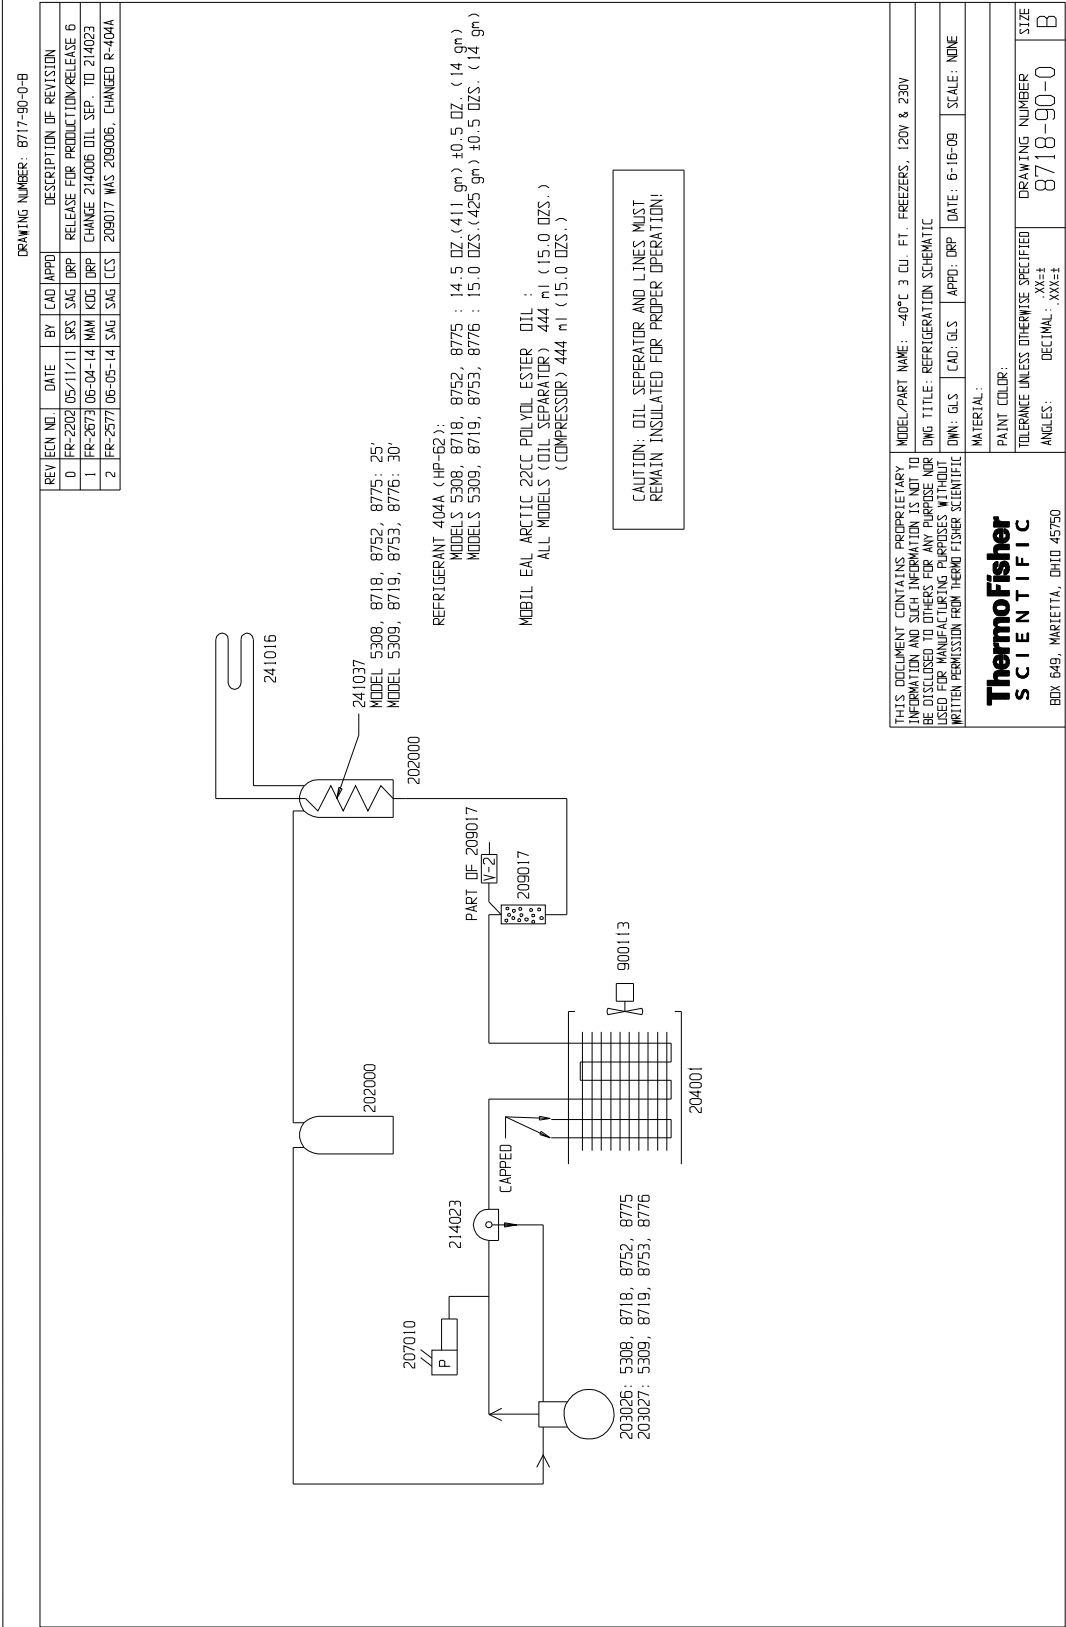 DRAWING NUMBER: 8717-90-0-B
REV ECN NO. DATE BY CAD APPD DESCRIPTION OF REVISION
0 FR-2202 05/11/11 SRS SAG DRP RELEASE FOR PRODUCTION/RELEASE 6
1 FR-2673 06-04-14 MAM KDG DRP CHANGE 214006 OIL SEP. TO 214023
2 FR-2577 06-05-14 SAG SAG CCS 209017 WAS 209006, CHANGED R-404A
241016
241037
MODEL 5308, 8718, 8752, 8775: 25'
MODEL 5309, 8719, 8753, 8776: 30'
202000
REFRIGERANT 404A (HP-62):
MODELS 5308, 8718, 8752, 8775 : 14.5 OZ.(411 gm) ±0.5 OZ. (14 gm)
MODELS 5309, 8719, 8753, 8776 : 15.0 OZS.(425 gm) ±0.5 OZS. (14 gm)
MOBIL EAL ARCTIC 22CC POLYOL ESTER OIL :
ALL MODELS (OIL SEPARATOR) 444 ml (15.0 OZS.)
(COMPRESSOR) 444 ml (15.0 OZS.)
CAUTION: OIL SEPERATOR AND LINES MUST
REMAIN INSULATED FOR PROPER OPERATION!
PART OF 209017
V-2
209017
900113
202000
204001
CAPPED
214023
207010
P
203026: 5308, 8718, 8752, 8775
203027: 5309, 8719, 8753, 8776
THIS DOCUMENT CONTAINS PROPRIETARY
INFORMATION AND SUCH INFORMATION IS NOT TO
BE DISCLOSED TO OTHERS FOR ANY PURPOSE NOR
USED FOR MANUFACTURING PURPOSES WITHOUT
WRITTEN PERMISSION FROM THERMO FISHER SCIENTIFIC
ThermoFisher
SCIENTIFIC
BOX 649, MARIETTA, OHIO 45750
MODEL/PART NAME: -40°C 3 CU. FT. FREEZERS, 120V & 230V
DWG TITLE: REFRIGERATION SCHEMATIC
DWN: GLS CAD: GLS APPD: DRP DATE: 6-16-09 SCALE: NONE
MATERIAL:
PAINT COLOR:
TOLERANCE UNLESS OTHERWISE SPECIFIED
ANGLES: DECIMAL: .XX=±
.XXX=±
DRAWING NUMBER
8718-90-0
SIZE
B